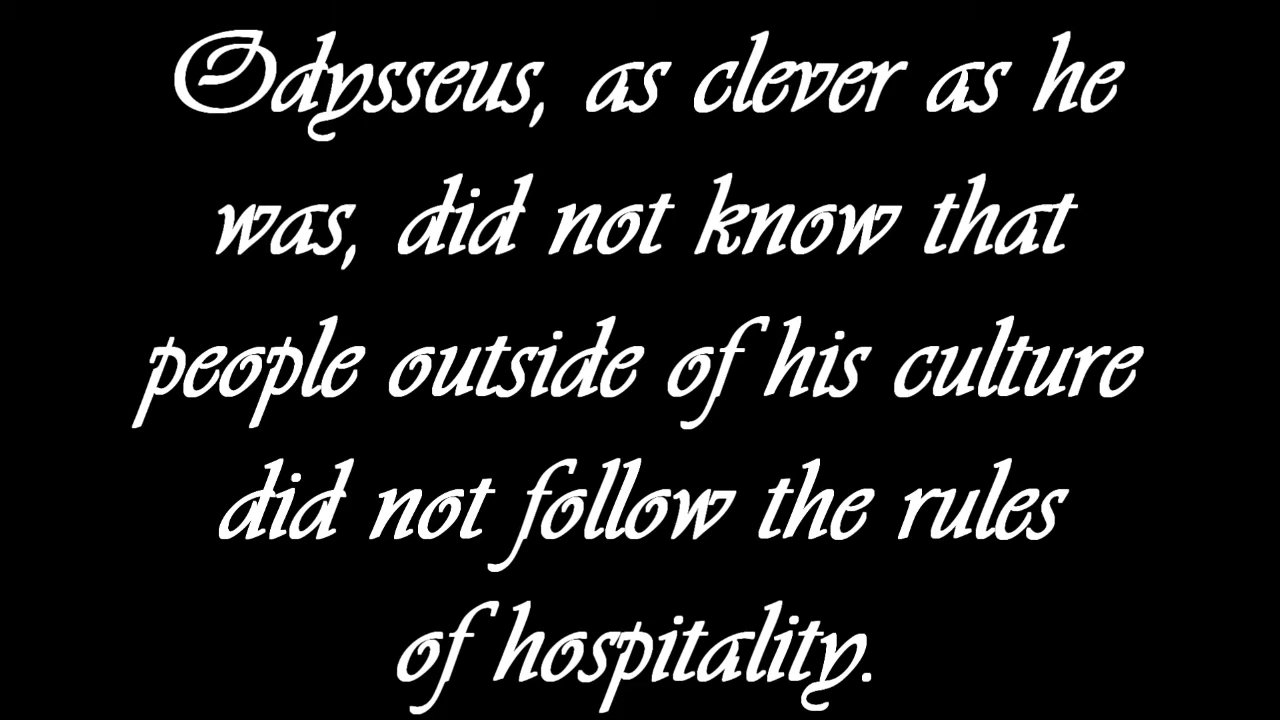 Odysseus, as clever as he
was, did not know that
people outside of his culture
did not follow the rules
of hospitality.